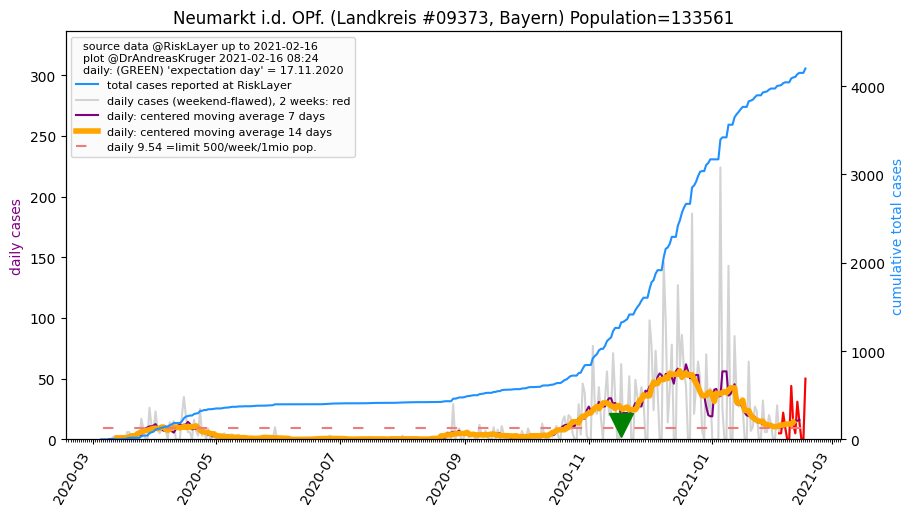 Neumarkt i.d. OPf. (Landkreis #09373, Bayern) Population=133561
source data @RiskLayer up to 2021-02-16
plot @DrAndreasKruger 2021-02-16 08:24
daily: (GREEN) 'expectation day' = 17.11.2020
total cases reported at RiskLayer
daily cases (weekend-flawed), 2 weeks: red
daily: centered moving average 7 days
daily: centered moving average 14 days
daily 9.54 =limit 500/week/1mio pop.
daily cases
300
250
200
150
100
50
0
4000
3000
2000
1000
0
cumulative total cases
2020-03
2020-05
2020-07
2020-09
2020-11
2021-01
2021-03